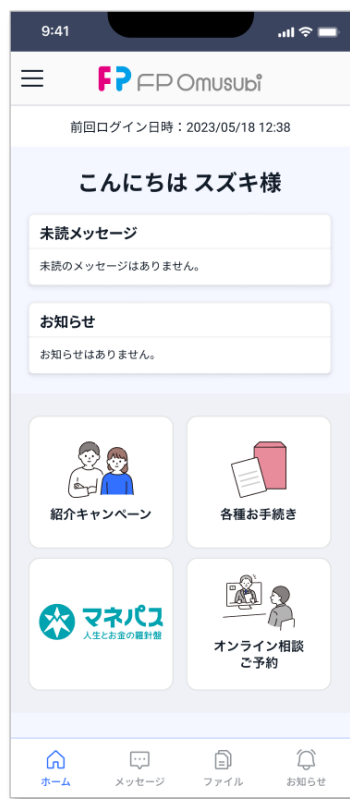 9:41
FP FP Omusubi
前回ログイン日時：2023/05/18 12:38
こんにちは スズキ様
未読メッセージ
未読のメッセージはありません。
お知らせ
お知らせはありません。
紹介キャンペーン
各種お手続き
マネパス
人生とお金の羅針盤
オンライン相談
ご予約
ホーム
メッセージ
ファイル
お知らせ